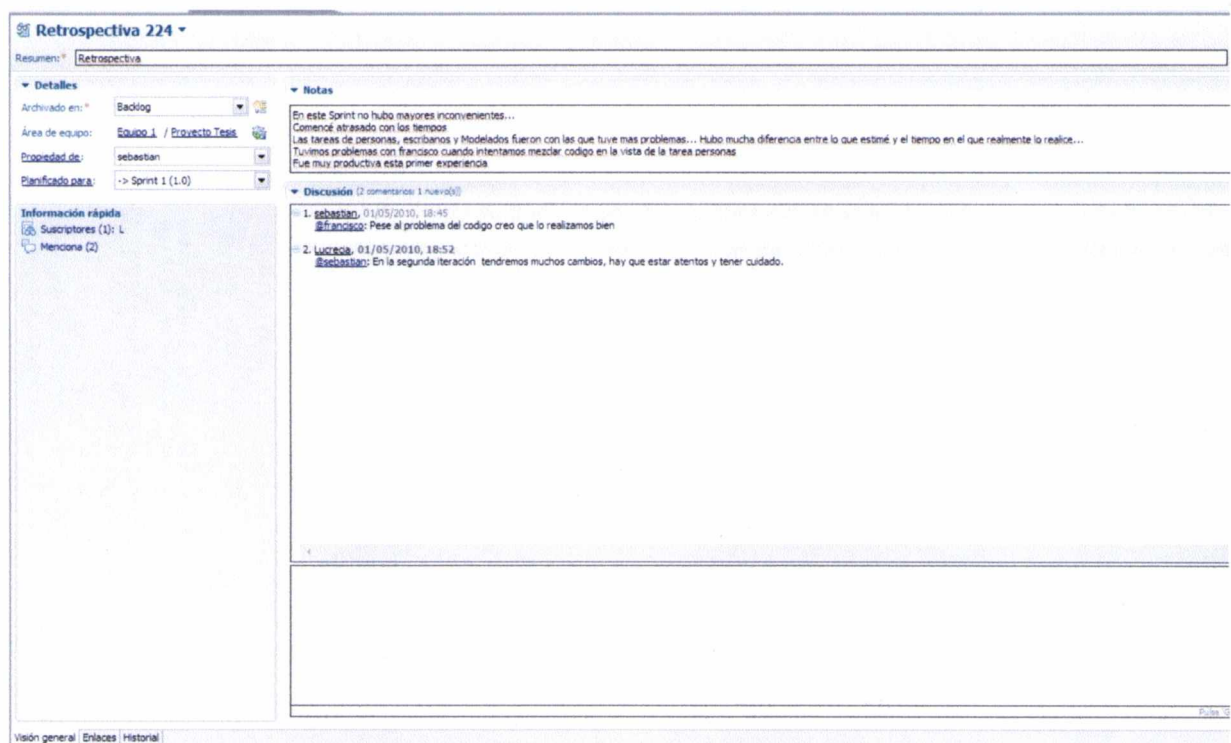 Retrospectiva 224
Resumen:* Retrospectiva
Detalles
Archivado en:* Backlog
Área de equipo: Equipo 1 / Proyecto Tesis
Propiedad de: sebastian
Planificado para: -> Sprint 1 (1.0)
Información rápida
Suscriptores (1): L
Menciona (2)
Notas
En este Sprint no hubo mayores inconvenientes...
Comencé atrasado con los tiempos
Las tareas de personas, escribanos y Modelados fueron con las que tuve mas problemas... Hubo mucha diferencia entre lo que estimé y el tiempo en el que realmente lo realice...
Tuvimos problemas con francisco cuando intentamos mezclar codigo en la vista de la tarea personas
Fue muy productiva esta primer experiencia
Discusión (2 comentarios: 1 nuevo(s))
1. sebastian, 01/05/2010, 18:45
@francisco: Pese al problema del codigo creo que lo realizamos bien
2. Lucrecia, 01/05/2010, 18:52
@sebastian: En la segunda iteración tendremos muchos cambios, hay que estar atentos y tener cuidado.
Pulse
Visión general Enlaces Historial